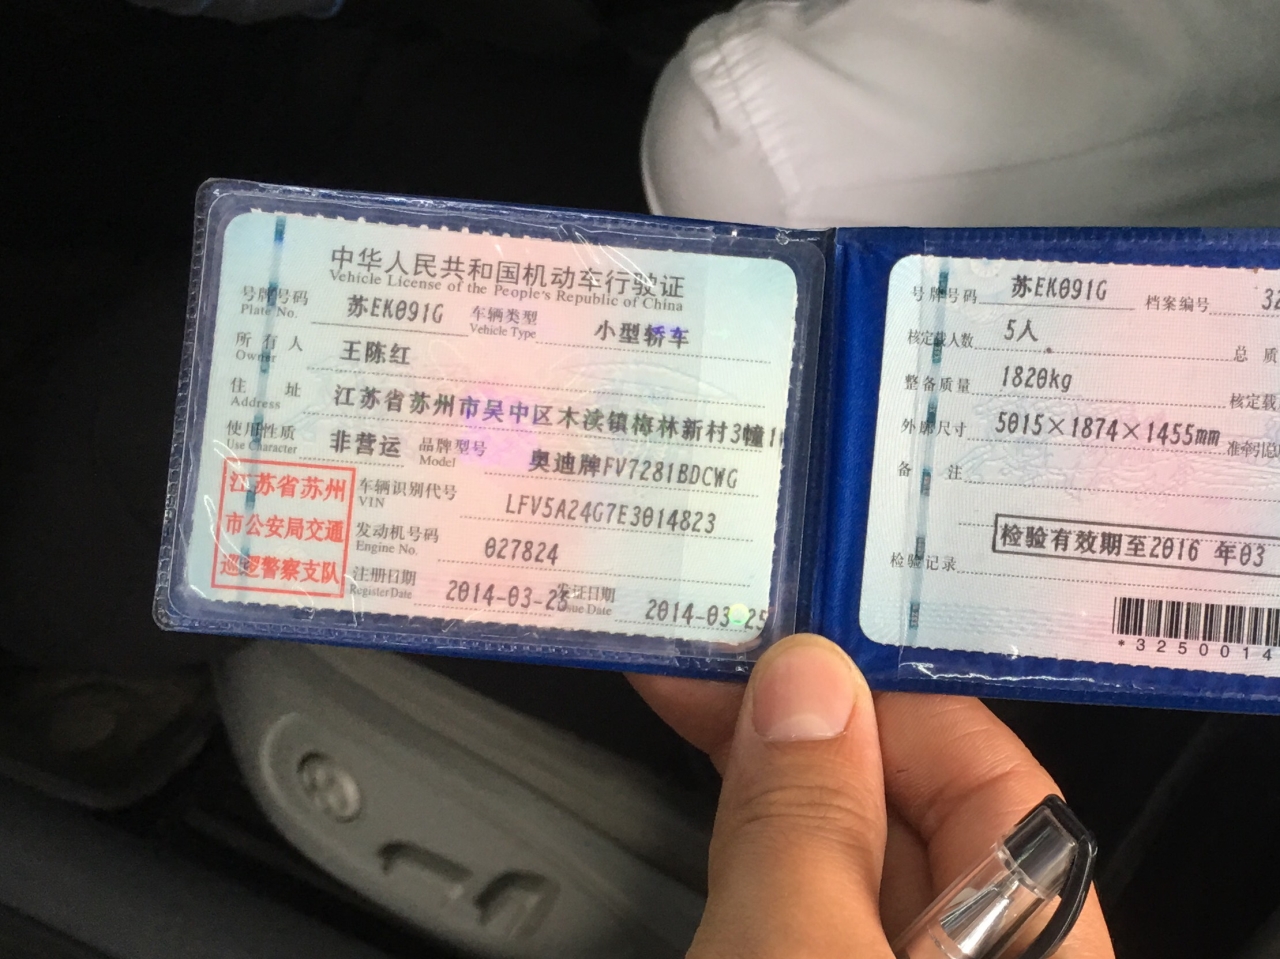 中华人民共和国机动车行驶证
Vehicle License of the People's Republic of China
号牌号码 苏EK091G 车辆类型 小型轿车
Plate No. Vehicle Type
所有人 王陈红
Owner
住址 江苏省苏州市吴中区木渎镇梅林新村3幢1
Address
使用性质 非营运 品牌型号 奥迪牌FV7281BDCWG
Use Character Model
江苏省苏州
市公安局交通
巡逻警察支队
车辆识别代号 LFV5A24G7E3014823
VIN
发动机号码 027824
Engine No.
注册日期 2014-03-25 发证日期 2014-03-25
Register Date Issue Date
号牌号码 苏EK091G 档案编号 32
核定载人数 5人 总质
整备质量 1820kg 核定载
外廓尺寸 5015×1874×1455mm 准牵引总
备注
检验有效期至2016 年03
检验记录
*3250014